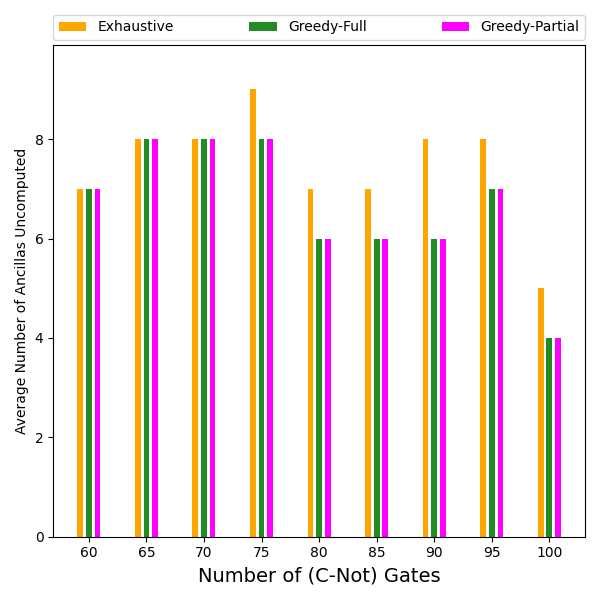 Exhaustive Greedy-Full Greedy-Partial
Average Number of Ancillas Uncomputed
8
6
4
2
0
60 65 70 75 80 85 90 95 100
Number of (C-Not) Gates